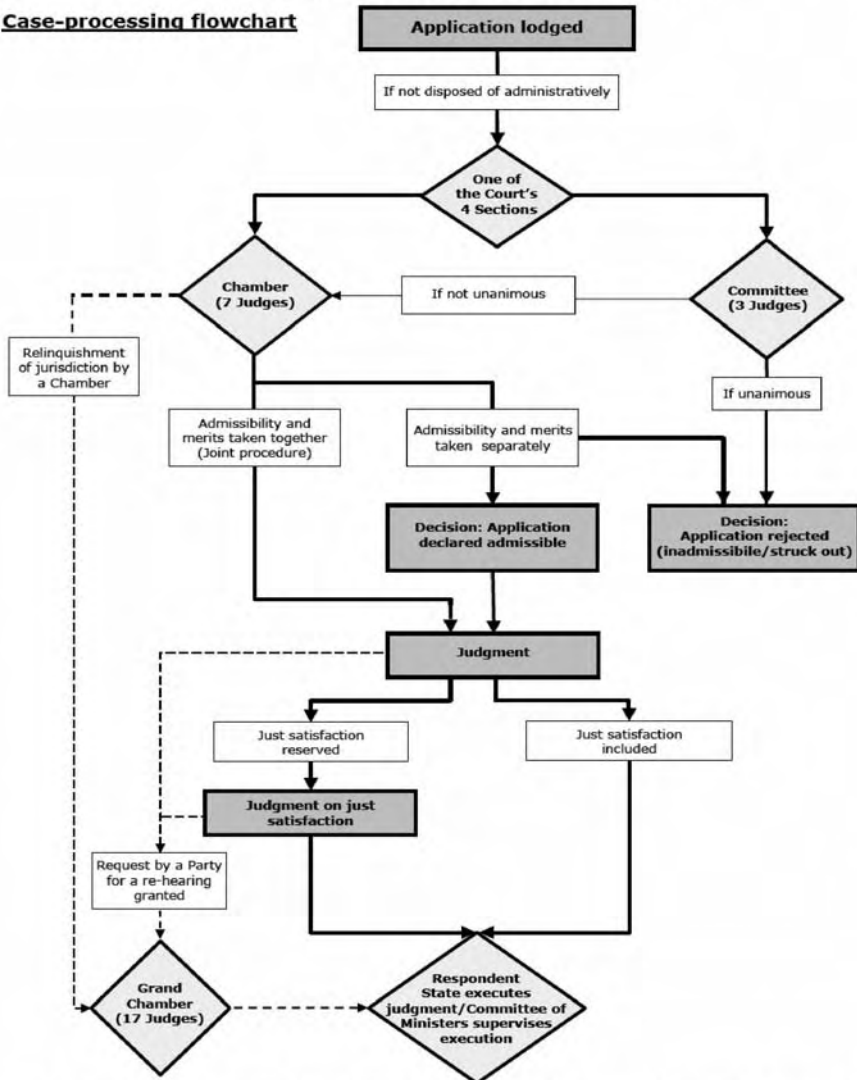 Case-processing flowchart
Application lodged
If not disposed of administratively
One of
the Court's
4 Sections
Chamber
(7 Judges)
If not unanimous
Committee
(3 Judges)
Relinquishment
of jurisdiction by
a Chamber
If unanimous
Admissibility and
merits taken together
(Joint procedure)
Admissibility and merits
taken separately
Decision: Application
declared admissible
Decision:
Application rejected
(inadmissibile/struck out)
Judgment
Just satisfaction
reserved
Just satisfaction
included
Judgment on just
satisfaction
Request by a Party
for a re-hearing
granted
Grand
Chamber
(17 Judges)
Respondent
State executes
judgment/Committee of
Ministers supervises
execution